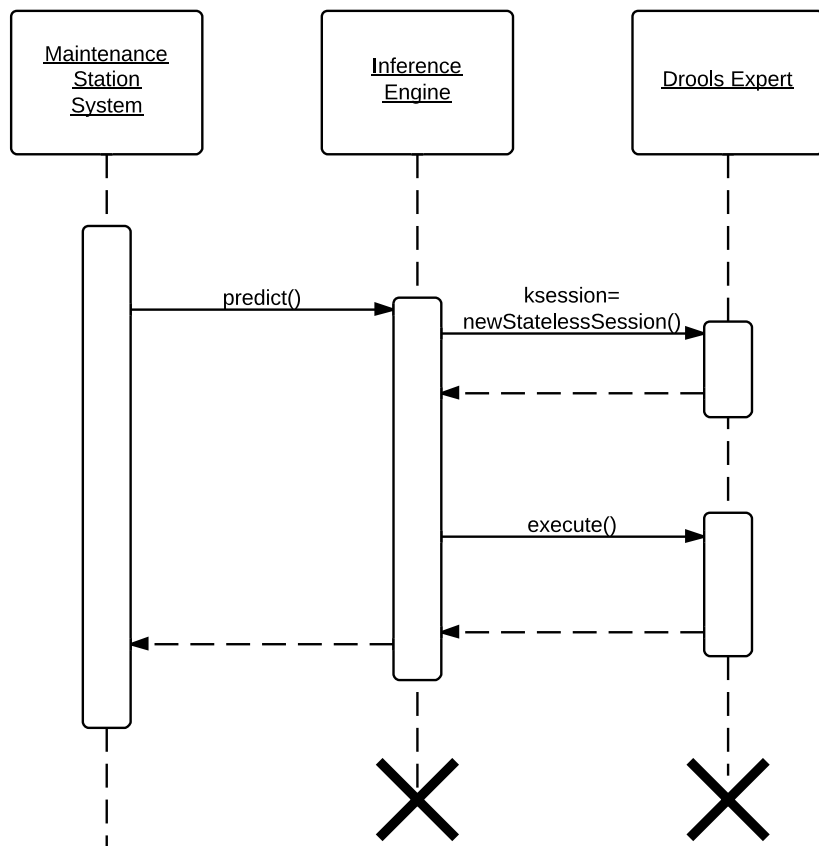 Maintenance
Station
System
Inference
Engine
Drools Expert
predict()
ksession=
newStatelessSession()
execute()